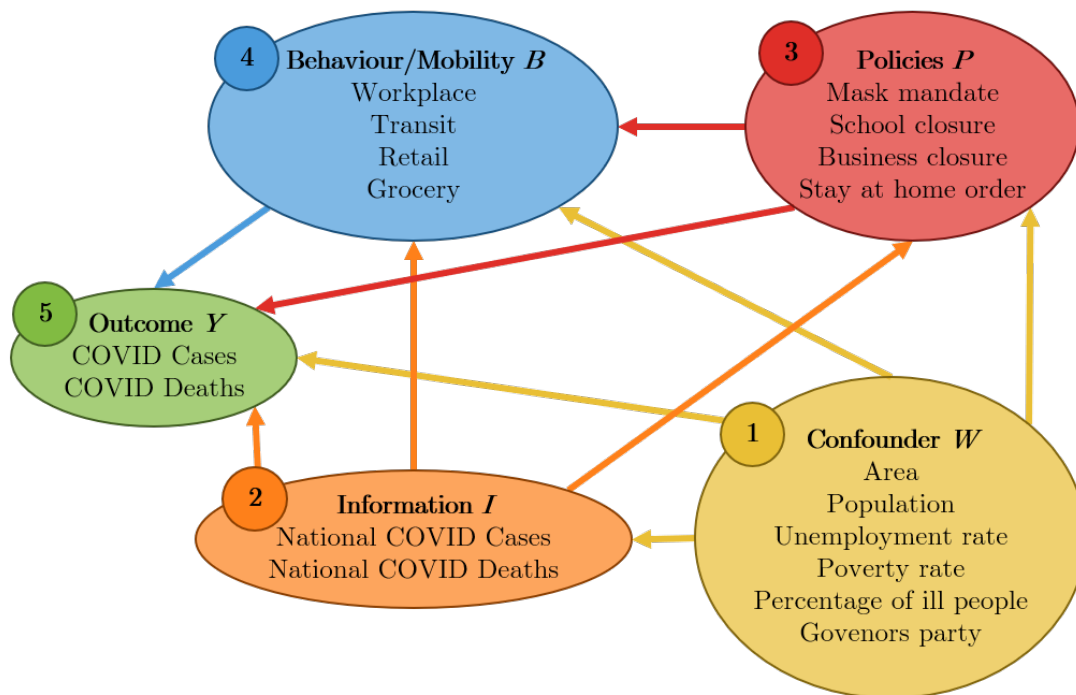 4
Behaviour/Mobility B
Workplace
Transit
Retail
Grocery
3
Policies P
Mask mandate
School closure
Business closure
Stay at home order
5
Outcome Y
COVID Cases
COVID Deaths
2
Information I
National COVID Cases
National COVID Deaths
1
Confounder W
Area
Population
Unemployment rate
Poverty rate
Percentage of ill people
Govenors party